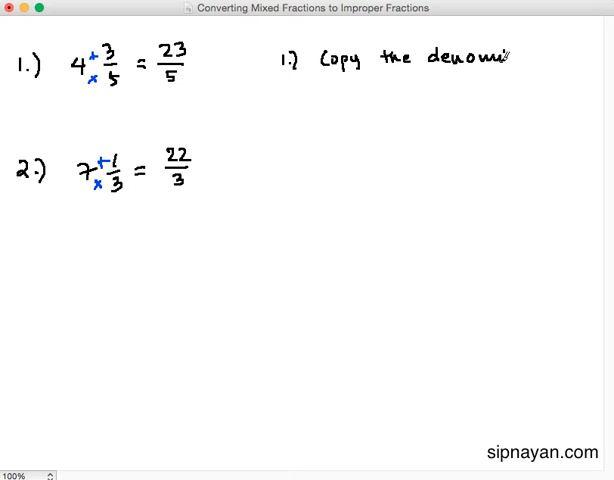 Converting Mixed Fractions to Improper Fractions
1.) 4 + 3/5 × = 23/5
1.) Copy the denomi
2.) 7 + 1/3 × = 22/3
sipnayan.com
100%